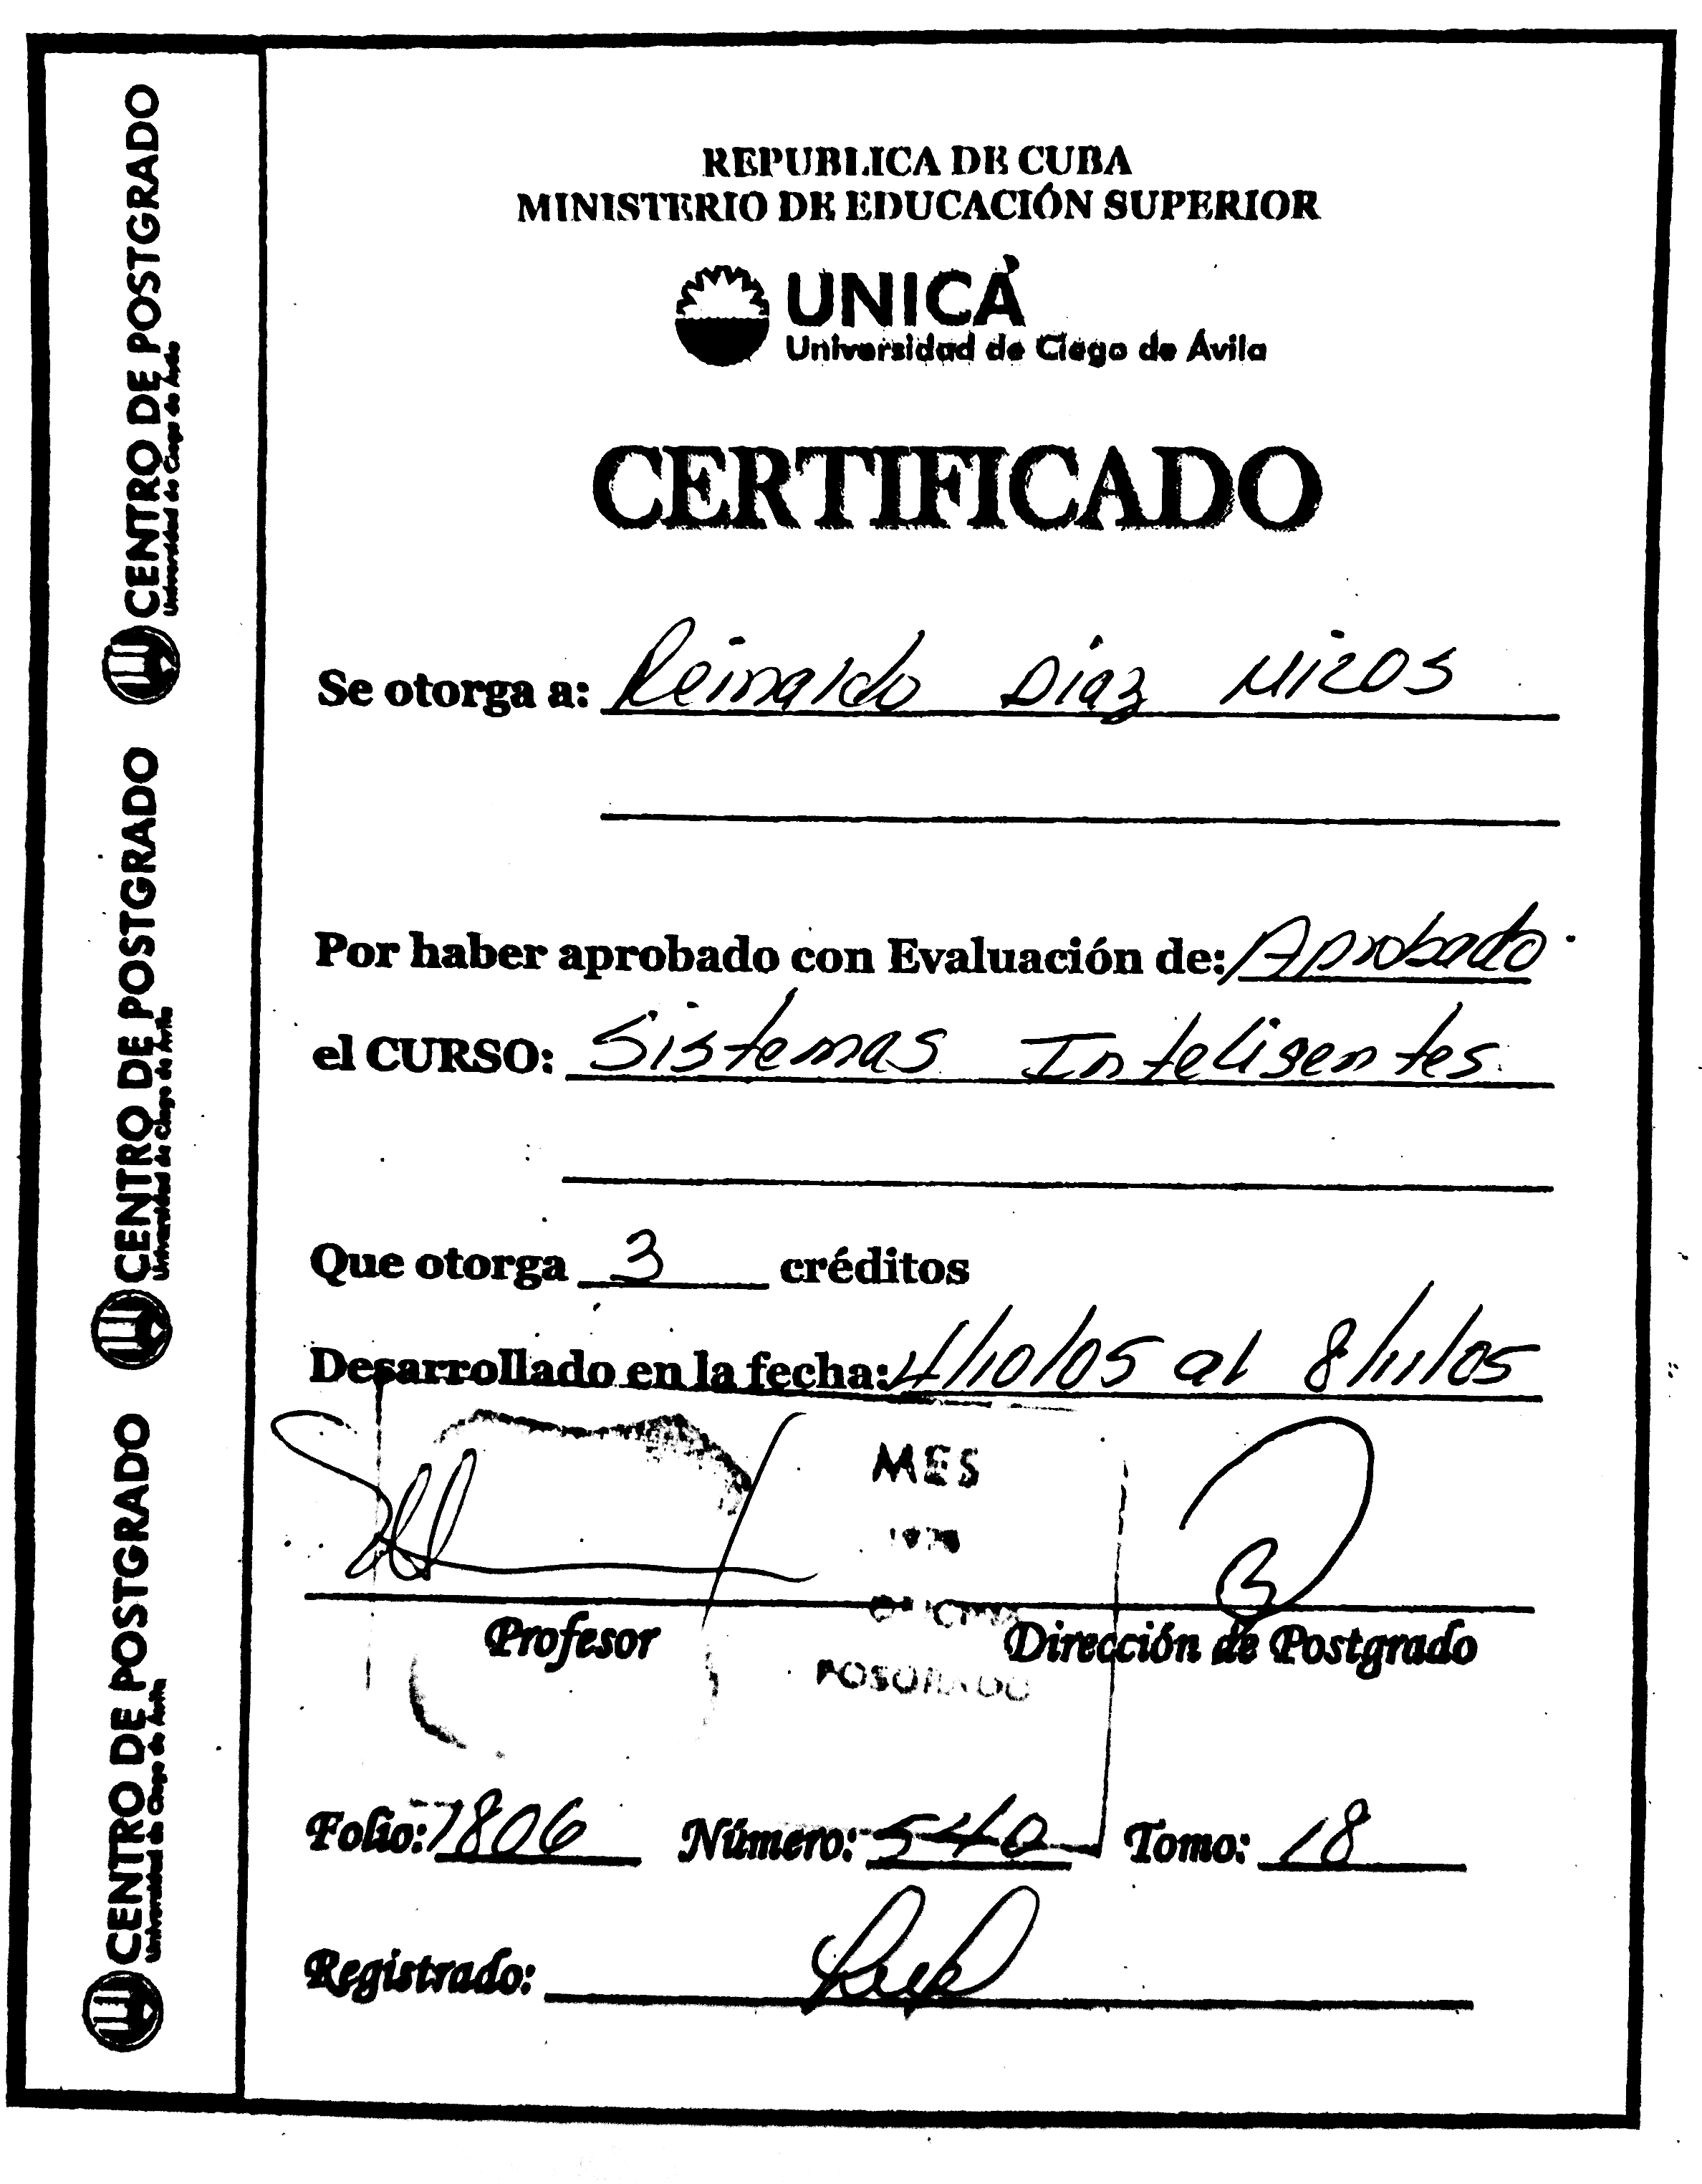 REPUBLICA DE CUBA
MINISTERIO DE EDUCACIÓN SUPERIOR
UNICA
Universidad de Ciego de Ávila
CERTIFICADO
Se otorga a: Reinaldo Díaz
Por haber aprobado con Evaluación de: Aprobado
el CURSO: Sistemas Inteligentes
Que otorga 3 créditos
Desarrollado en la fecha: 4/10/05 al 8/11/05
MES
Profesor
Dirección de Postgrado
Folio: 1806 Número: 540 Tomo: 18
Registrado:
CENTRO DE POSTGRADO
Universidad de Ciego de Ávila
CENTRO DE POSTGRADO
Universidad de Ciego de Ávila
CENTRO DE POSTGRADO
Universidad de Ciego de Ávila